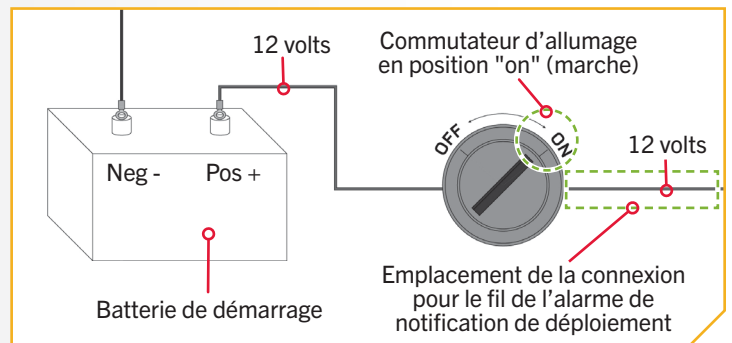 12 volts
Commutateur d'allumage
en position "on" (marche)
OFF
ON
12 volts
Neg -
Pos +
Batterie de démarrage
Emplacement de la connexion
pour le fil de l'alarme de
notification de déploiement